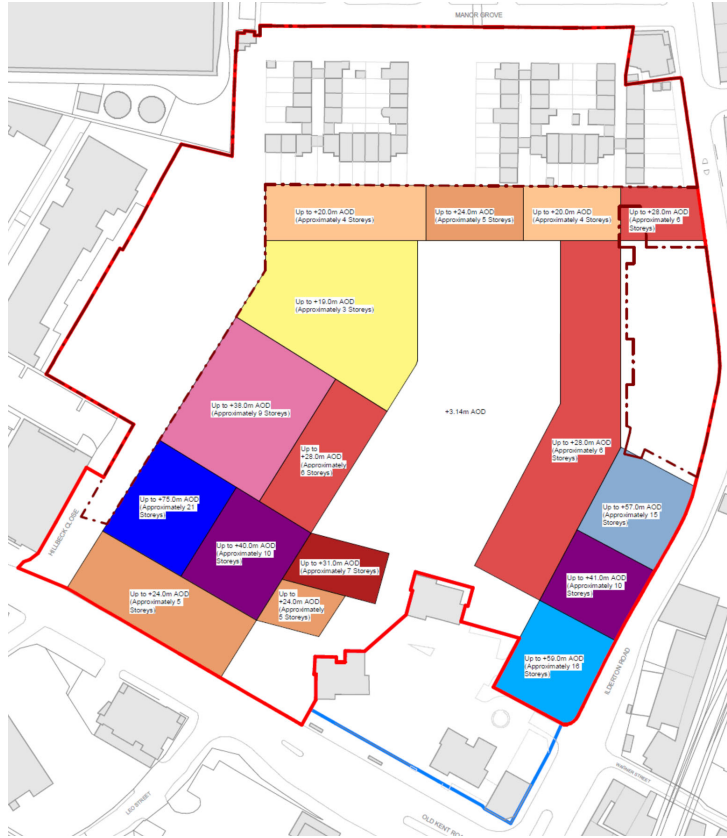 MANOR GROVE
Up to +20.0m AOD
(Approximately 4 Storeys)
Up to +24.0m AOD
(Approximately 5 Storeys)
Up to +20.0m AOD
(Approximately 4 Storeys)
Up to +28.0m AOD
(Approximately 6
Storeys)
Up to +19.0m AOD
(Approximately 3 Storeys)
Up to +38.0m AOD
(Approximately 9 Storeys)
+3.14m AOD
Up to
+28.0m AOD
(Approximately
6 Storeys)
Up to +28.0m AOD
(Approximately 6
Storeys)
Up to +75.0m AOD
(Approximately 21
Storeys)
Up to +57.0m AOD
(Approximately 15
Storeys)
HILLBECK CLOSE
Up to +40.0m AOD
(Approximately 10
Storeys)
Up to +31.0m AOD
(Approximately 7 Storeys)
Up to +41.0m AOD
(Approximately 10
Storeys)
Up to +24.0m AOD
(Approximately 5
Storeys)
Up to
+24.0m AOD
(Approximately
5 Storeys)
Up to +59.0m AOD
(Approximately 16
Storeys)
ILDERTON ROAD
LEO STREET
OLD KENT RO